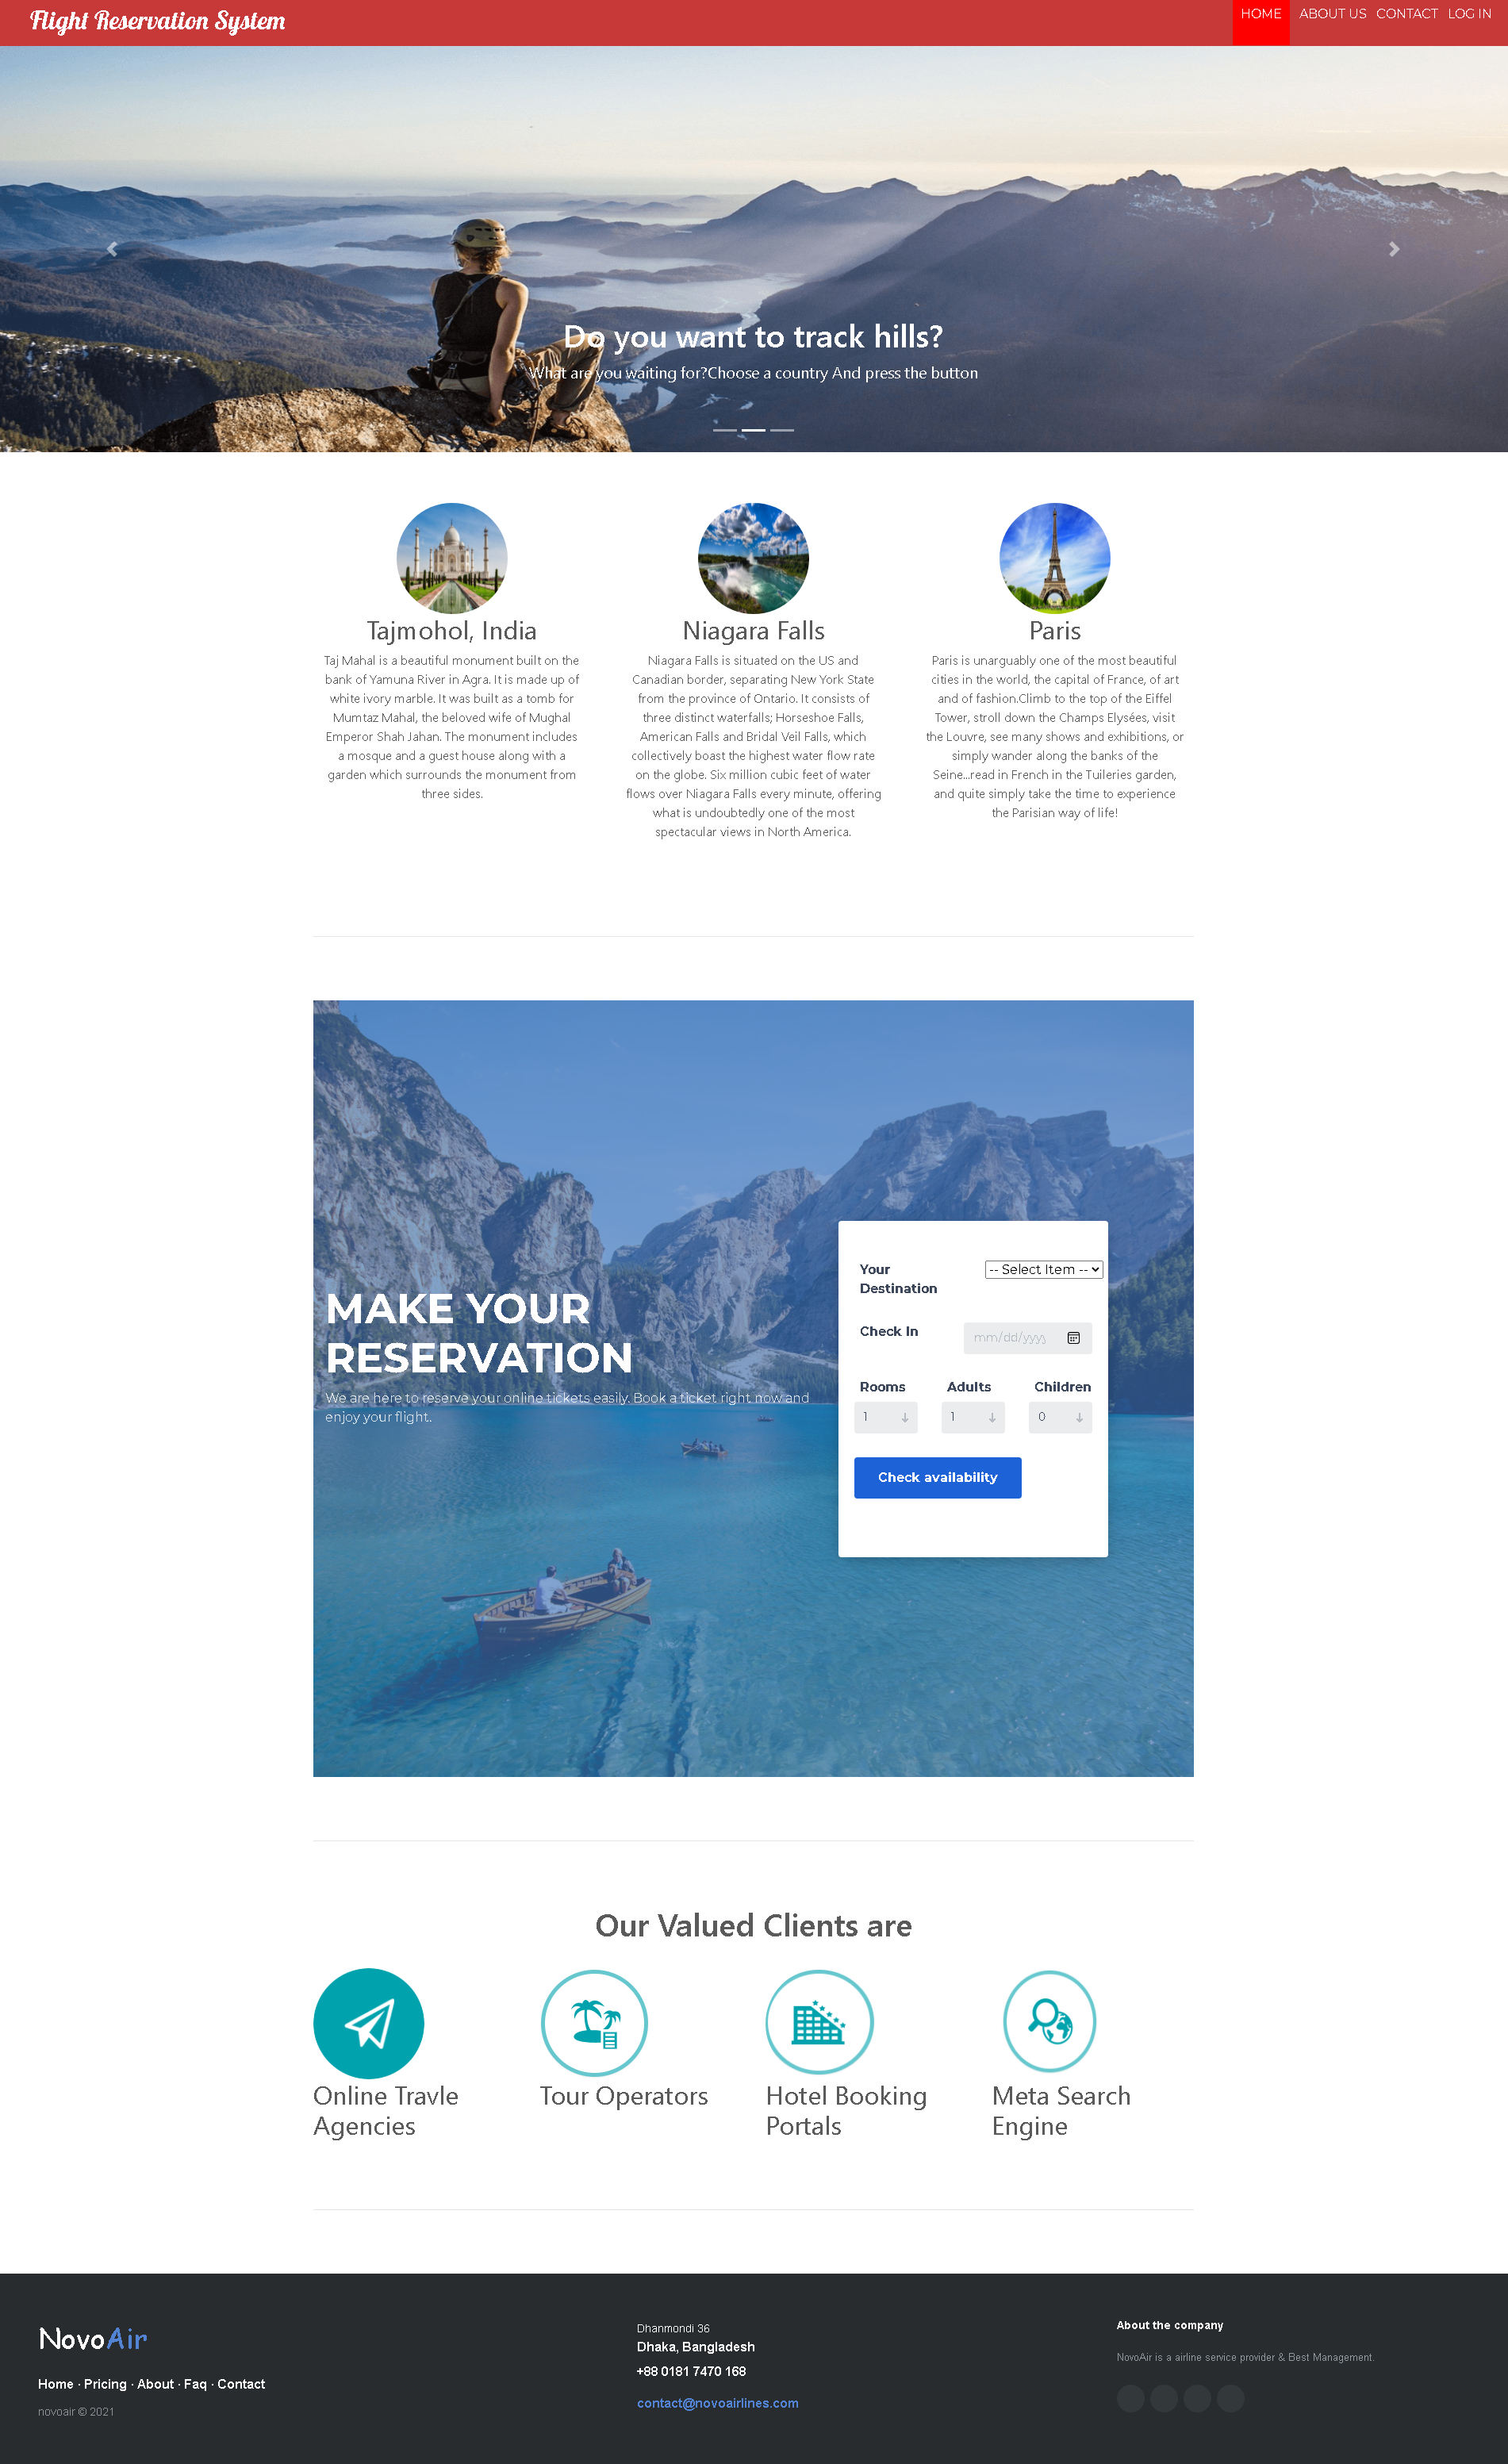 Flight Reservation System
HOME ABOUT US CONTACT LOG IN
Do you want to track hills?
What are you waiting for?Choose a country And press the button
Tajmohol, India
Taj Mahal is a beautiful monument built on the
bank of Yamuna River in Agra. It is made up of
white ivory marble. It was built as a tomb for
Mumtaz Mahal, the beloved wife of Mughal
Emperor Shah Jahan. The monument includes
a mosque and a guest house along with a
garden which surrounds the monument from
three sides.
Niagara Falls
Niagara Falls is situated on the US and
Canadian border, separating New York State
from the province of Ontario. It consists of
three distinct waterfalls; Horseshoe Falls,
American Falls and Bridal Veil Falls, which
collectively boast the highest water flow rate
on the globe. Six million cubic feet of water
flows over Niagara Falls every minute, offering
what is undoubtedly one of the most
spectacular views in North America.
Paris
Paris is unarguably one of the most beautiful
cities in the world, the capital of France, of art
and of fashion.Climb to the top of the Eiffel
Tower, stroll down the Champs Elysées, visit
the Louvre, see many shows and exhibitions, or
simply wander along the banks of the
Seine...read in French in the Tuileries garden,
and quite simply take the time to experience
the Parisian way of life!
MAKE YOUR
RESERVATION
We are here to reserve your online tickets easily. Book a ticket right now and
enjoy your flight.
Your
Destination
-- Select Item --
Check In
mm/dd/yyyy
Rooms Adults Children
1 1 0
Check availability
Our Valued Clients are
Online Travle
Agencies
Tour Operators
Hotel Booking
Portals
Meta Search
Engine
NovoAir
Home · Pricing · About · Faq · Contact
novoair © 2021
Dhanmondi 36
Dhaka, Bangladesh
+88 0181 7470 168
contact@novoairlines.com
About the company
NovoAir is a airline service provider & Best Management.